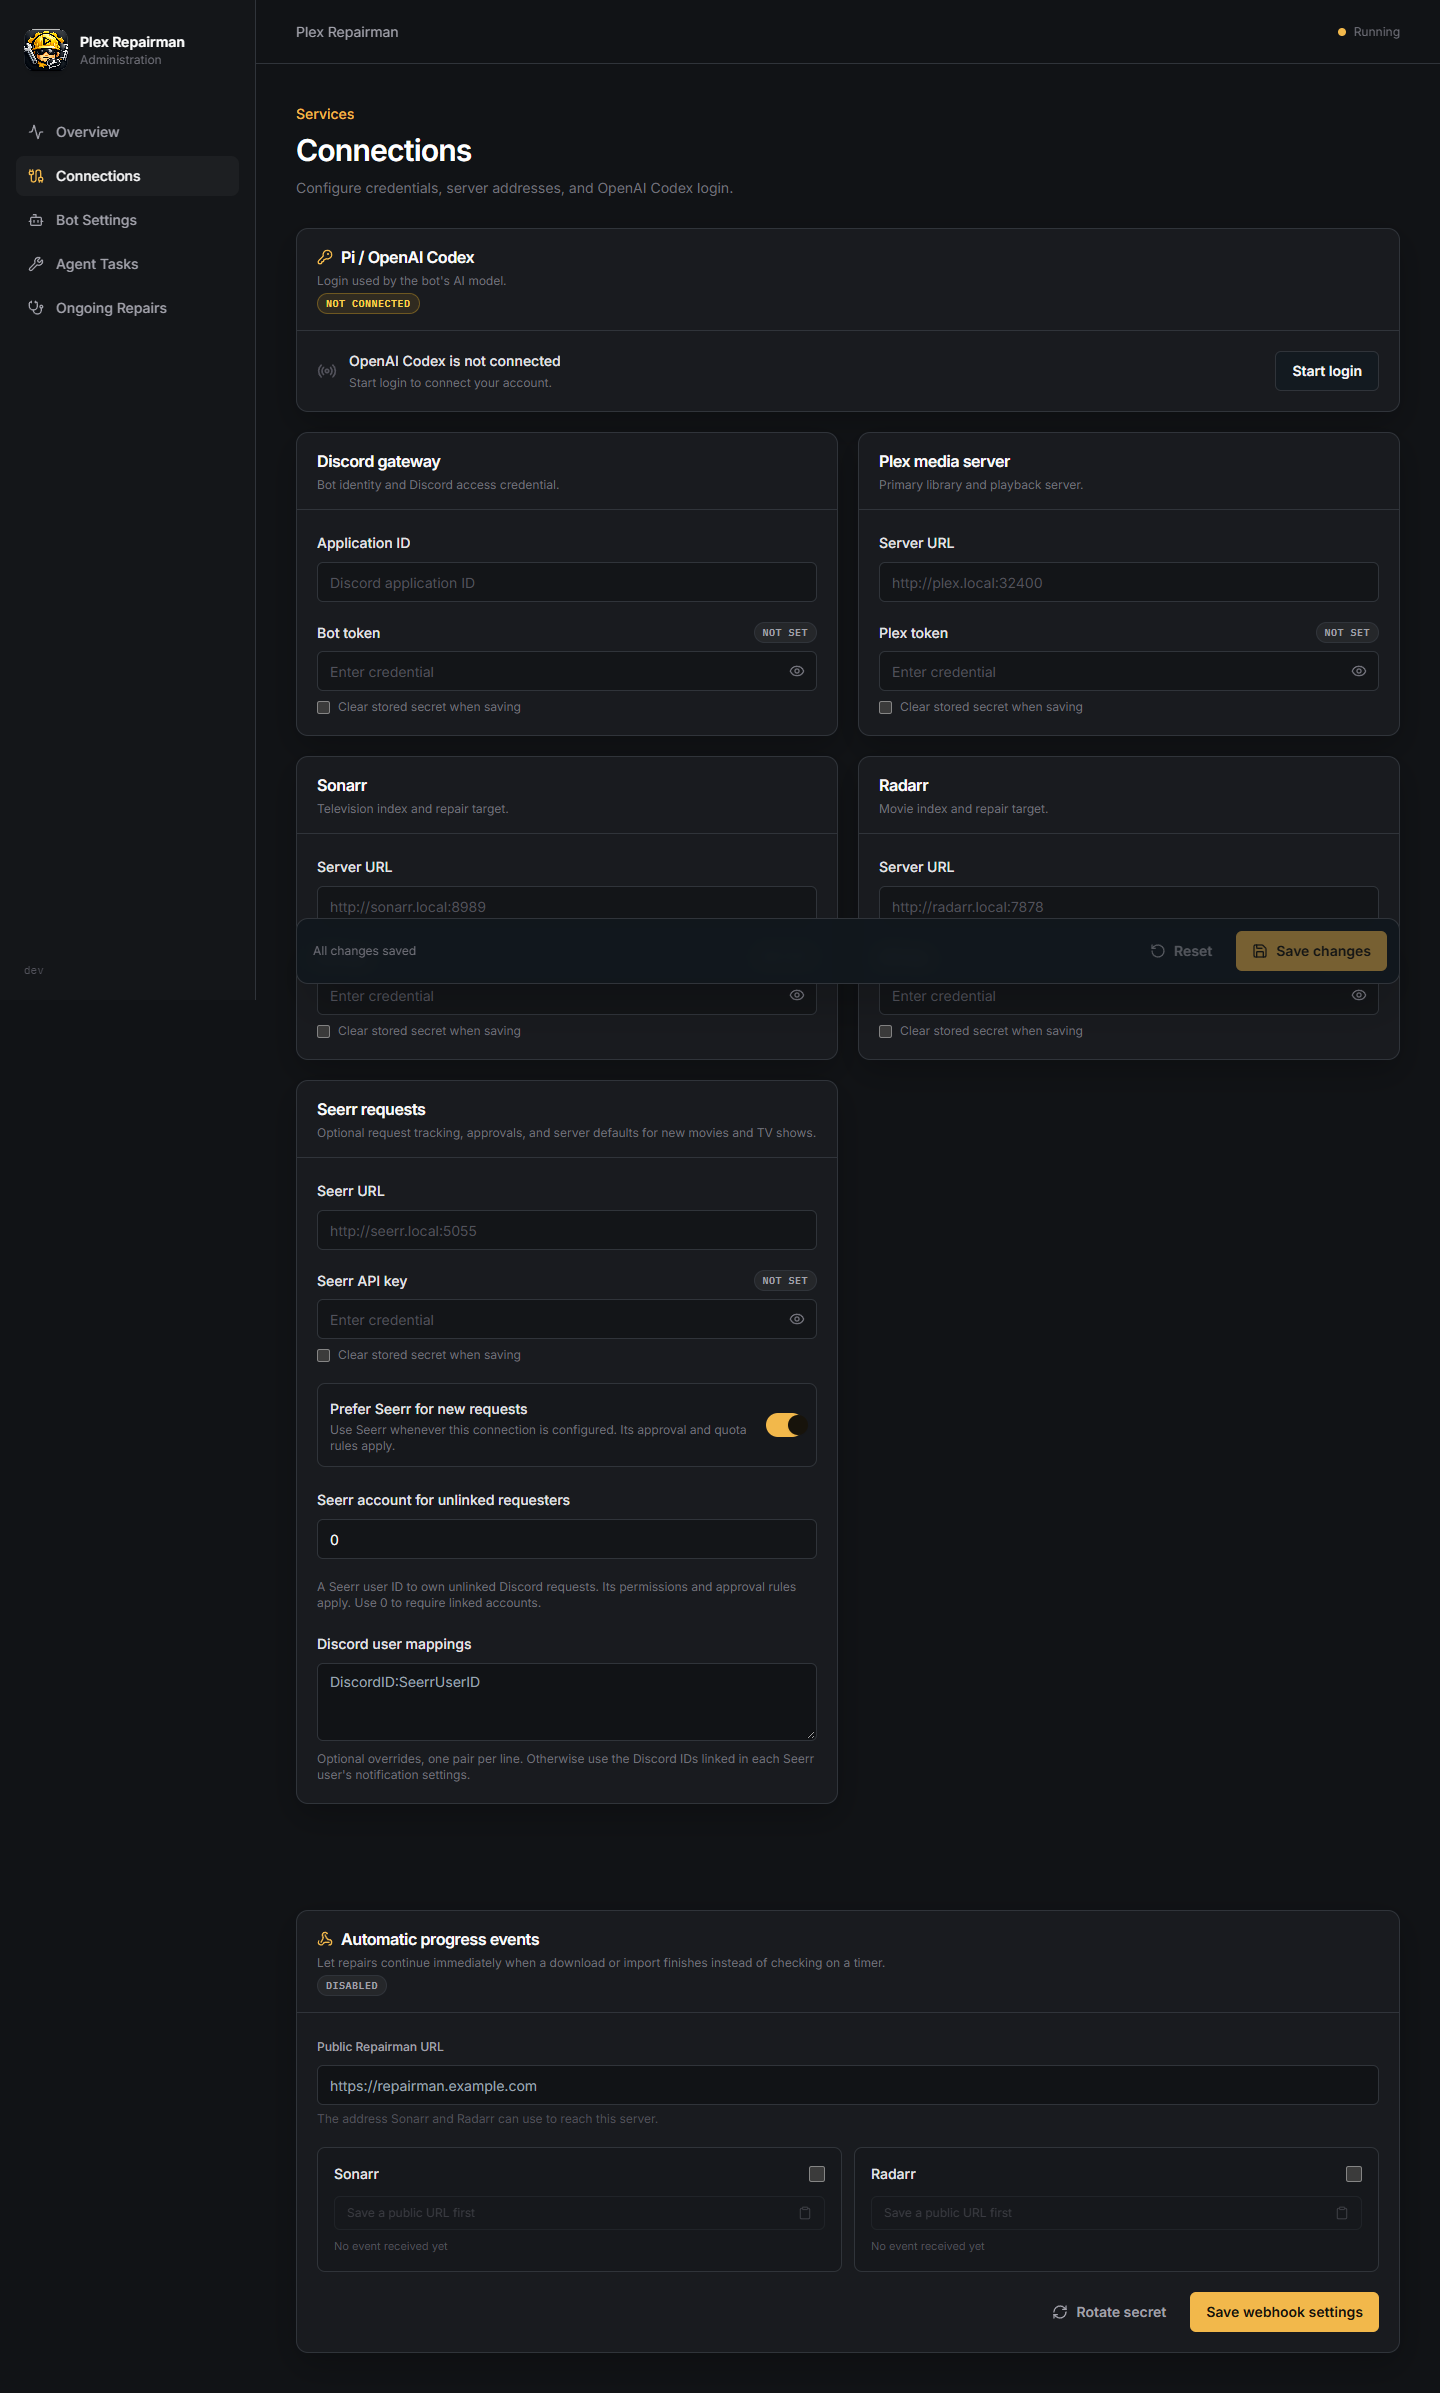 Plex Repairman
Administration
Overview
Connections
Bot Settings
Agent Tasks
Ongoing Repairs
dev
Plex Repairman
Running
Services
Connections
Configure credentials, server addresses, and OpenAI Codex login.
Pi / OpenAI Codex
Login used by the bot's AI model.
NOT CONNECTED
OpenAI Codex is not connected
Start login to connect your account.
Start login
Discord gateway
Bot identity and Discord access credential.
Application ID
Discord application ID
Bot token
NOT SET
Enter credential
Clear stored secret when saving
Plex media server
Primary library and playback server.
Server URL
http://plex.local:32400
Plex token
NOT SET
Enter credential
Clear stored secret when saving
Sonarr
Television index and repair target.
Server URL
http://sonarr.local:8989
Radarr
Movie index and repair target.
Server URL
http://radarr.local:7878
All changes saved
Reset
Save changes
Enter credential
Clear stored secret when saving
Enter credential
Clear stored secret when saving
Seerr requests
Optional request tracking, approvals, and server defaults for new movies and TV shows.
Seerr URL
http://seerr.local:5055
Seerr API key
NOT SET
Enter credential
Clear stored secret when saving
Prefer Seerr for new requests
Use Seerr whenever this connection is configured. Its approval and quota
rules apply.
Seerr account for unlinked requesters
0
A Seerr user ID to own unlinked Discord requests. Its permissions and approval rules
apply. Use 0 to require linked accounts.
Discord user mappings
DiscordID:SeerrUserID
Optional overrides, one pair per line. Otherwise use the Discord IDs linked in each Seerr
user's notification settings.
Automatic progress events
Let repairs continue immediately when a download or import finishes instead of checking on a timer.
DISABLED
Public Repairman URL
https://repairman.example.com
The address Sonarr and Radarr can use to reach this server.
Sonarr
Save a public URL first
No event received yet
Radarr
Save a public URL first
No event received yet
Rotate secret
Save webhook settings